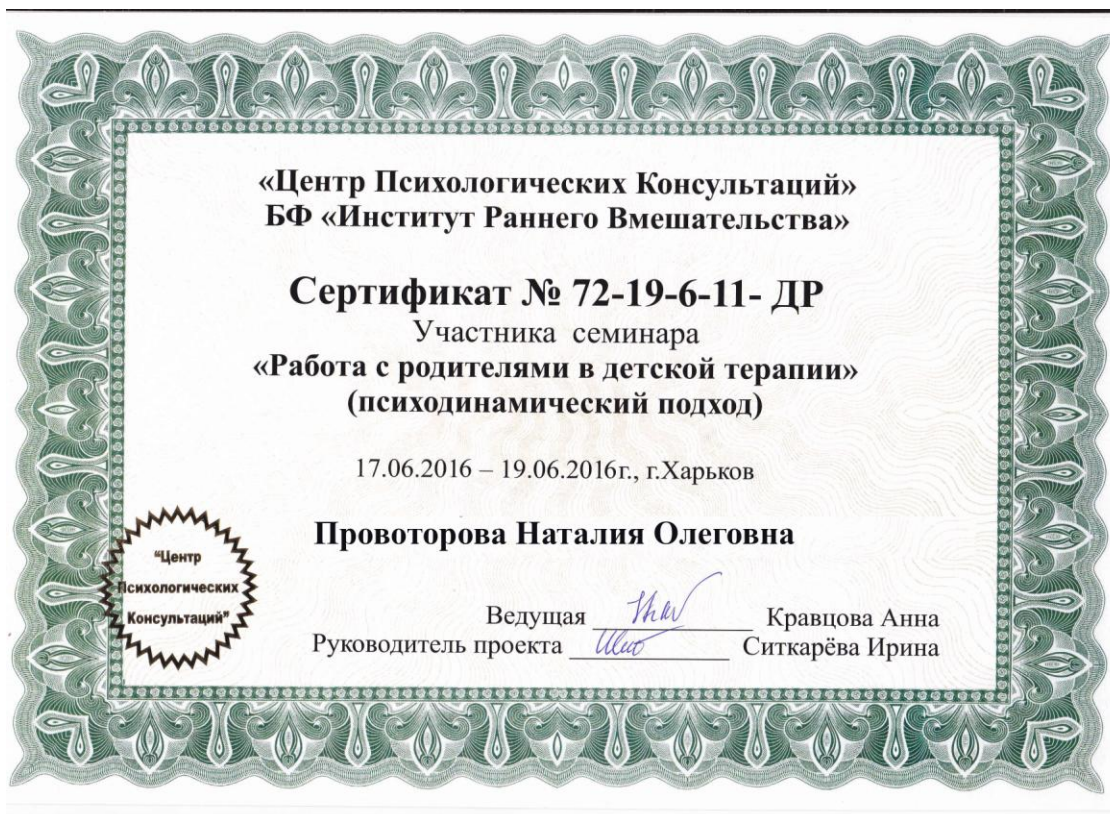 «Центр Психологических Консультаций»
БФ «Институт Раннего Вмешательства»
Сертификат № 72-19-6-11- ДР
Участника семинара
«Работа с родителями в детской терапии»
(психодинамический подход)
17.06.2016 – 19.06.2016г., г.Харьков
Провоторова Наталия Олеговна
"Центр
Психологических
Консультаций"
Ведущая Кравцова Анна
Руководитель проекта Ситкарёва Ирина